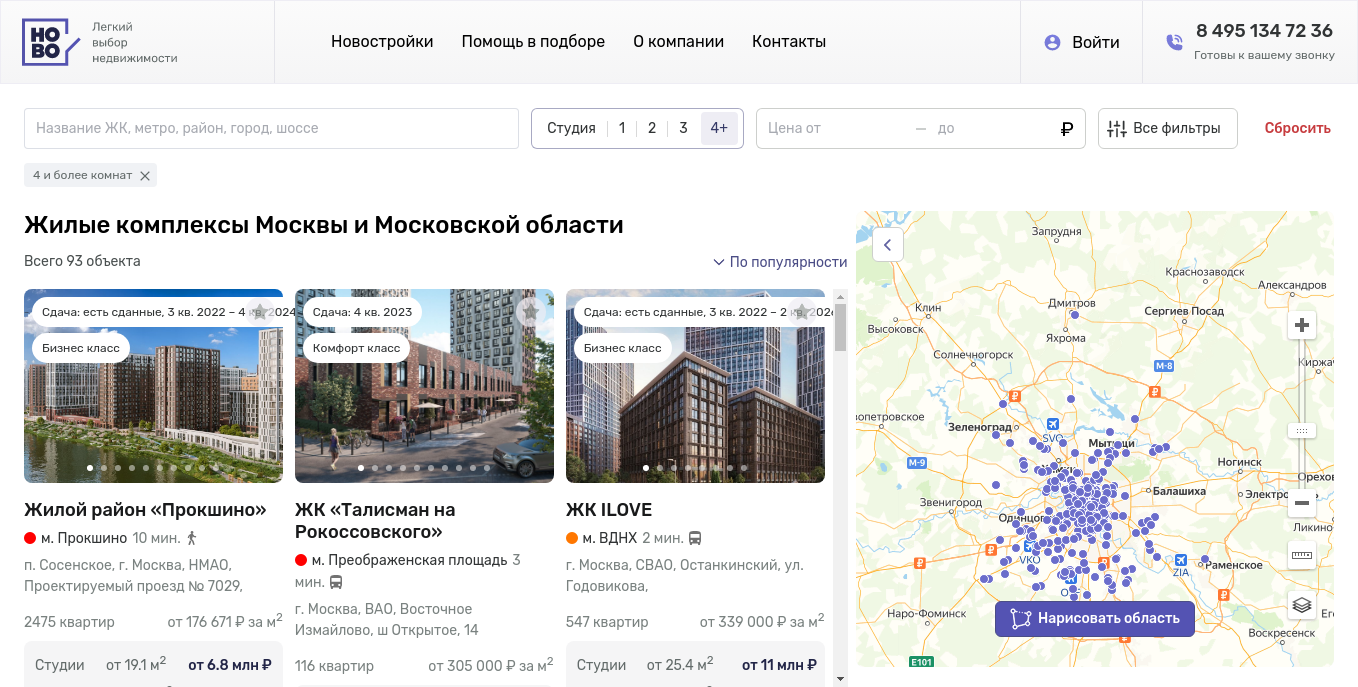 НО
ВО
Легкий
выбор
недвижимости
Новостройки Помощь в подборе О компании Контакты
Войти
8 495 134 72 36
Готовы к вашему звонку
Название ЖК, метро, район, город, шоссе
Студия 1 2 3 4+
Цена от — до ₽
Все фильтры
Сбросить
4 и более комнат
Жилые комплексы Москвы и Московской области
Всего 93 объекта
По популярности
Сдача: есть сданные, 3 кв. 2022 – 4 кв. 2024
Бизнес класс
Жилой район «Прокшино»
м. Прокшино 10 мин.
п. Сосенское, г. Москва, НМАО,
Проектируемый проезд № 7029,
2475 квартир от 176 671 ₽ за м2
Студии от 19.1 м2 от 6.8 млн ₽
Сдача: 4 кв. 2023
Комфорт класс
ЖК «Талисман на
Рокоссовского»
м. Преображенская площадь 3
мин.
г. Москва, ВАО, Восточное
Измайлово, ш Открытое, 14
116 квартир от 305 000 ₽ за м2
Сдача: есть сданные, 3 кв. 2022 – 2 кв. 202
Бизнес класс
ЖК ILOVE
м. ВДНХ 2 мин.
г. Москва, СВАО, Останкинский, ул.
Годовикова,
547 квартир от 339 000 ₽ за м2
Студии от 25.4 м2 от 11 млн ₽
Запрудня
Краснозаводск
Александров
Клин
Дмитров
Сергиев Посад
Высоковск
Яхрома
Солнечногорск
М-8
Киржач
вопетровское
Зеленоград
SVO
Мытищи
М-9
Ногинск
Орехово
Балашиха
Электро
Звенигород
Одинцово
Ликино
VKO
ZIA
Раменское
Наро-Фоминск
Нарисовать область
Его
Воскресенск
E101